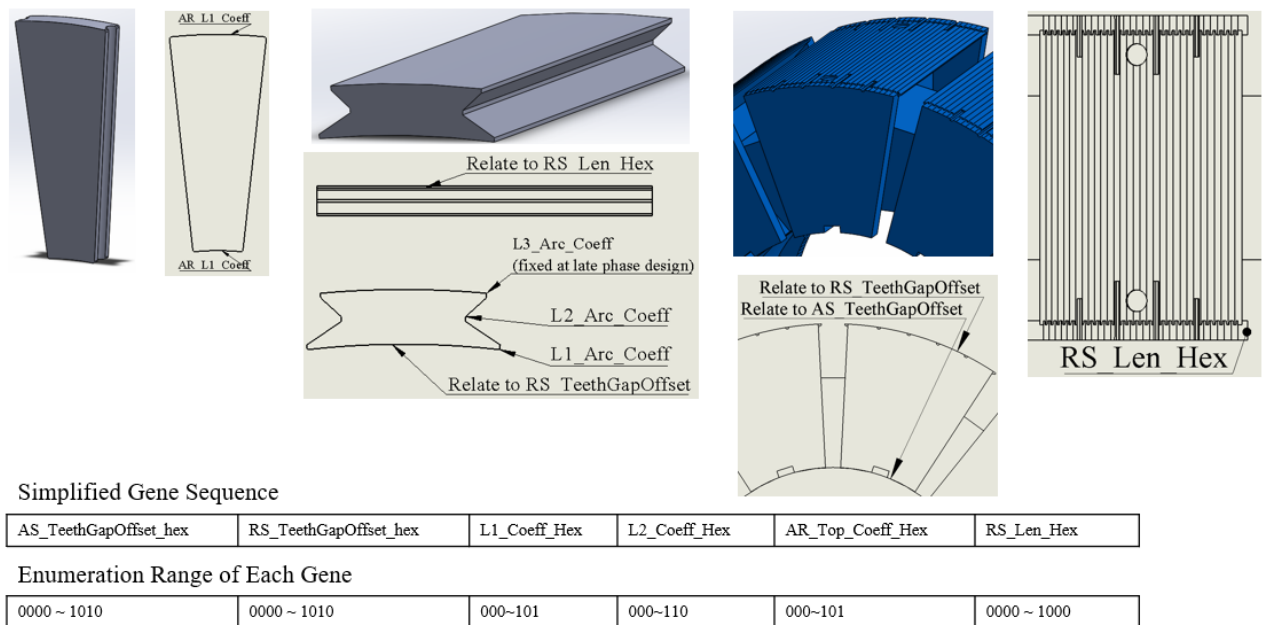 AR_L1_Coeff
AR_L1_Coeff
Relate to RS_Len_Hex
L3_Arc_Coeff
(fixed at late phase design)
L2_Arc_Coeff
L1_Arc_Coeff
Relate to RS_TeethGapOffset
Relate to RS_TeethGapOffset
Relate to AS_TeethGapOffset
RS_Len_Hex
Simplified Gene Sequence
AS_TeethGapOffset_hex RS_TeethGapOffset_hex L1_Coeff_Hex L2_Coeff_Hex AR_Top_Coeff_Hex RS_Len_Hex
Enumeration Range of Each Gene
0000 ~ 1010 0000 ~ 1010 000~101 000~110 000~101 0000 ~ 1000